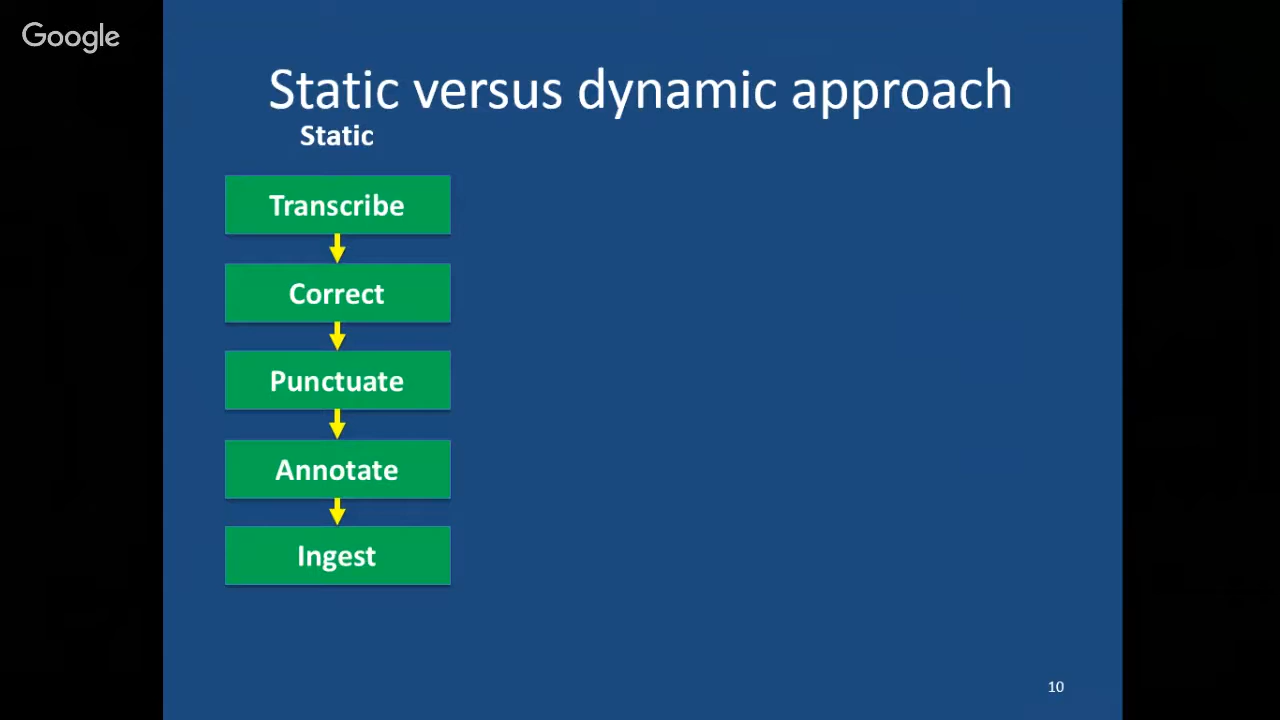 Google
Static versus dynamic approach
Static
Transcribe
Correct
Punctuate
Annotate
Ingest
10